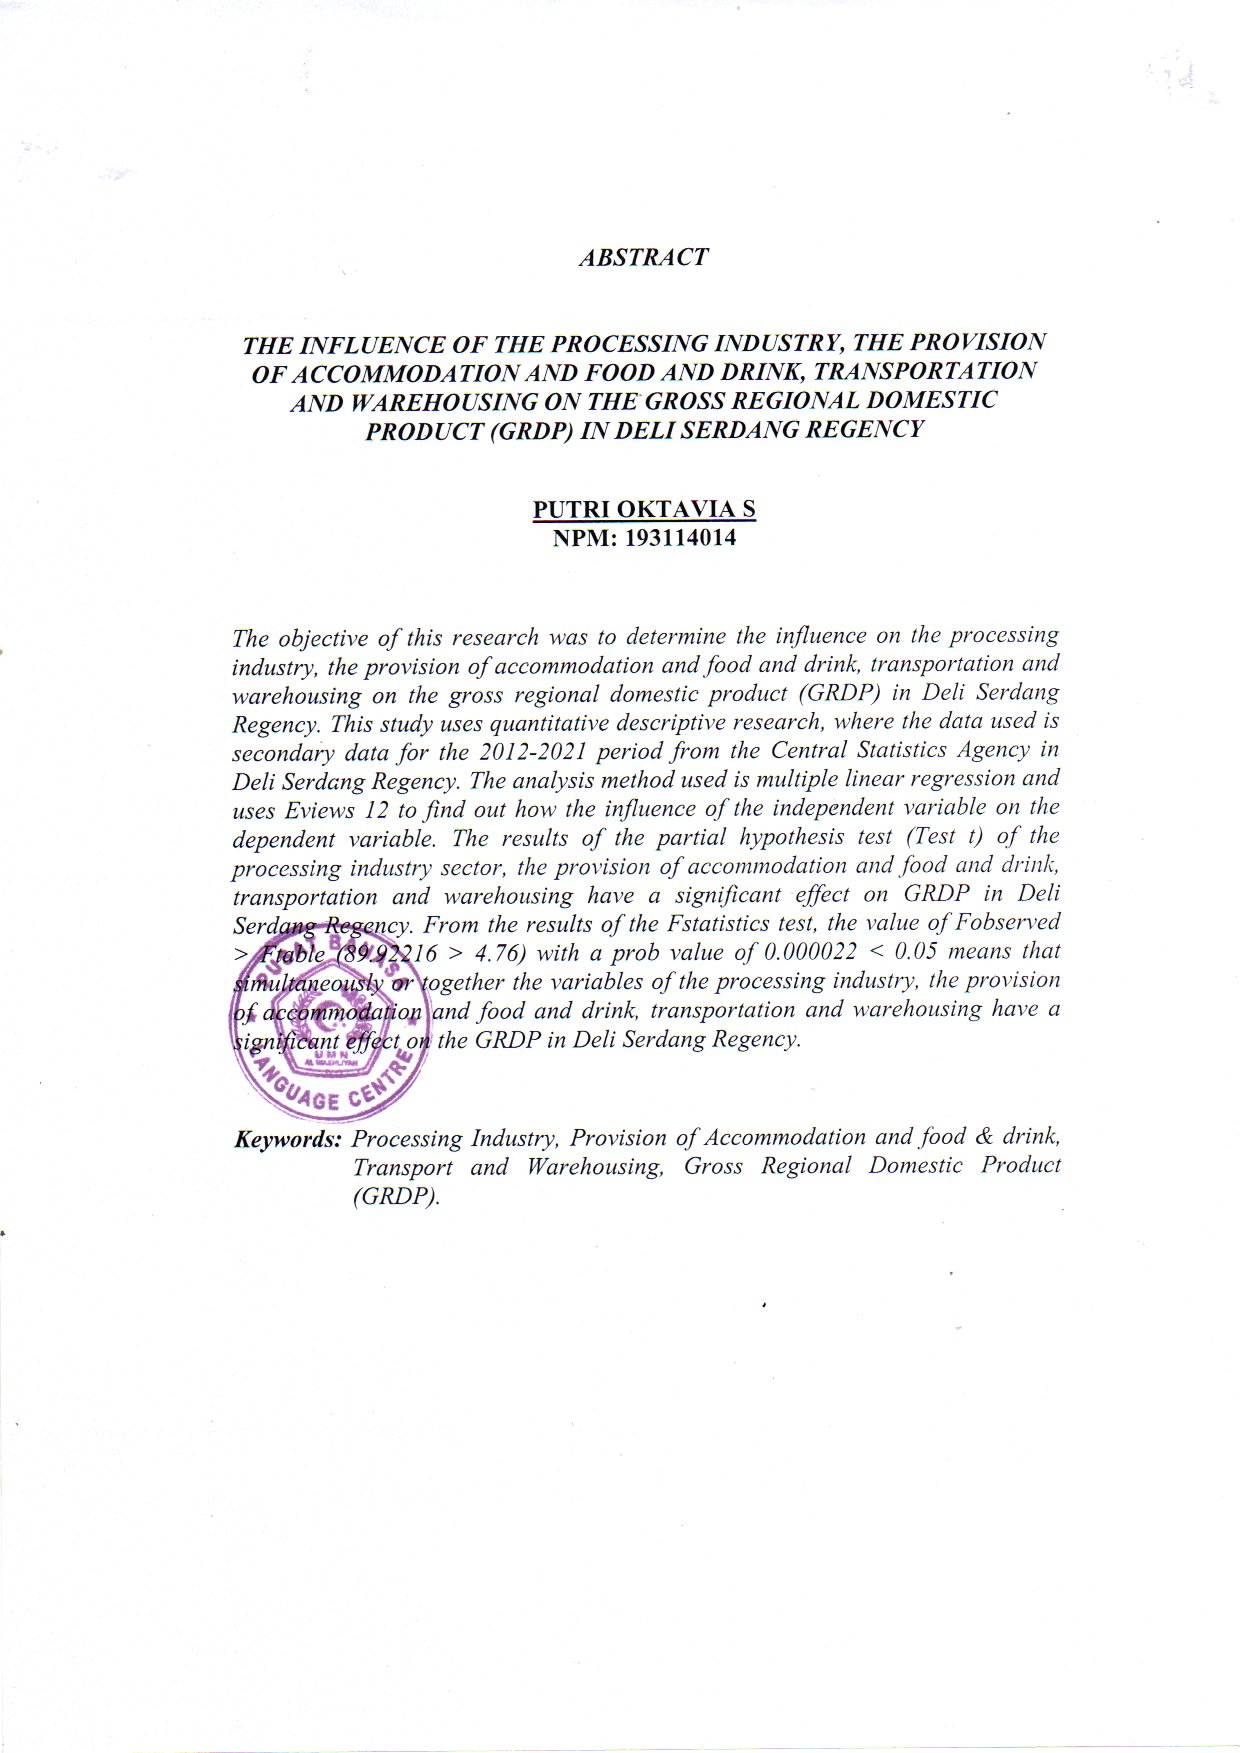 ABSTRACT
THE INFLUENCE OF THE PROCESSING INDUSTRY, THE PROVISION
OF ACCOMMODATION AND FOOD AND DRINK, TRANSPORTATION
AND WAREHOUSING ON THE GROSS REGIONAL DOMESTIC
PRODUCT (GRDP) IN DELI SERDANG REGENCY
PUTRI OKTAVIA S
NPM: 193114014
The objective of this research was to determine the influence on the processing
industry, the provision of accommodation and food and drink, transportation and
warehousing on the gross regional domestic product (GRDP) in Deli Serdang
Regency. This study uses quantitative descriptive research, where the data used is
secondary data for the 2012-2021 period from the Central Statistics Agency in
Deli Serdang Regency. The analysis method used is multiple linear regression and
uses Eviews 12 to find out how the influence of the independent variable on the
dependent variable. The results of the partial hypothesis test (Test t) of the
processing industry sector, the provision of accommodation and food and drink,
transportation and warehousing have a significant effect on GRDP in Deli
Serdang Regency. From the results of the Fstatistics test, the value of Fobserved
> Ftable (89.92216 > 4.76) with a prob value of 0.000022 < 0.05 means that
simultaneously or together the variables of the processing industry, the provision
of accommodation and food and drink, transportation and warehousing have a
significant effect on the GRDP in Deli Serdang Regency.
PUSAT BAHASA
UMN
AL WASHLIYAH
LANGUAGE CENTRE
Keywords: Processing Industry, Provision of Accommodation and food & drink,
Transport and Warehousing, Gross Regional Domestic Product
(GRDP).